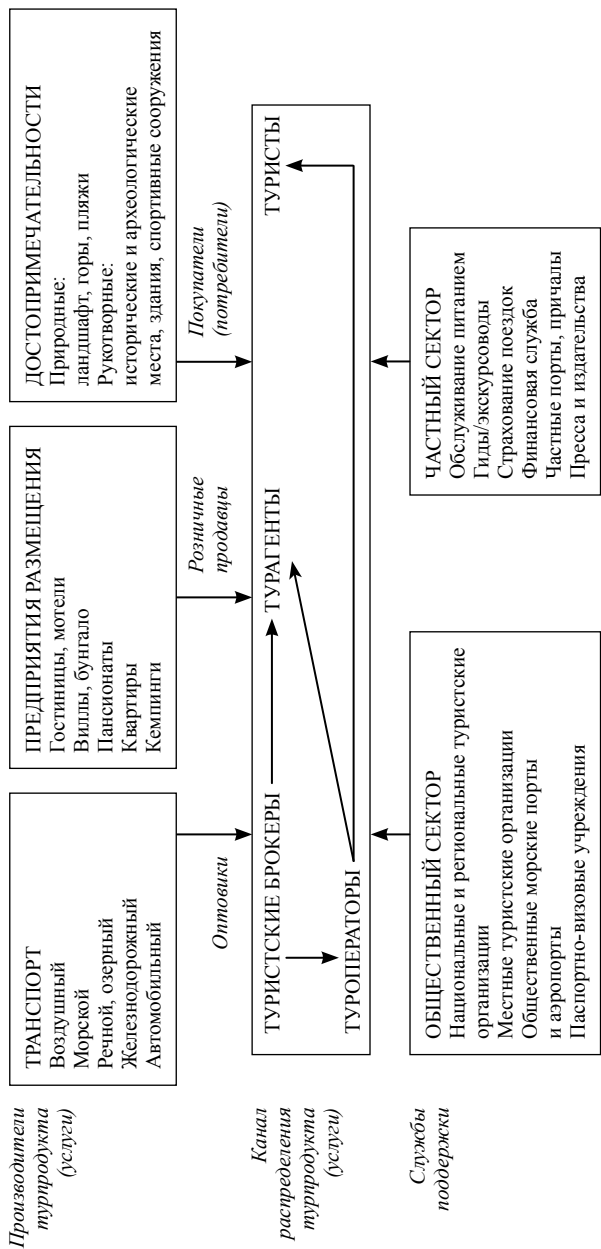 Производители
турпродукта
(услуги)
ТРАНСПОРТ
Воздушный
Морской
Речной, озерный
Железнодорожный
Автомобильный
ПРЕДПРИЯТИЯ РАЗМЕЩЕНИЯ
Гостиницы, мотели
Виллы, бунгало
Пансионаты
Квартиры
Кемпинги
ДОСТОПРИМЕЧАТЕЛЬНОСТИ
Природные:
ландшафт, горы, пляжи
Рукотворные:
исторические и археологические
места, здания, спортивные сооружения
Оптовики
Розничные
продавцы
Покупатели
(потребители)
Канал
распределения
турпродукта
(услуги)
ТУРИСТСКИЕ БРОКЕРЫ
ТУРАГЕНТЫ
ТУРИСТЫ
ТУРОПЕРАТОРЫ
Службы
поддержки
ОБЩЕСТВЕННЫЙ СЕКТОР
Национальные и региональные туристские
организации
Местные туристские организации
Общественные морские порты
и аэропорты
Паспортно-визовые учреждения
ЧАСТНЫЙ СЕКТОР
Обслуживание питанием
Гиды/экскурсоводы
Страхование поездок
Финансовая служба
Частные порты, причалы
Пресса и издательства